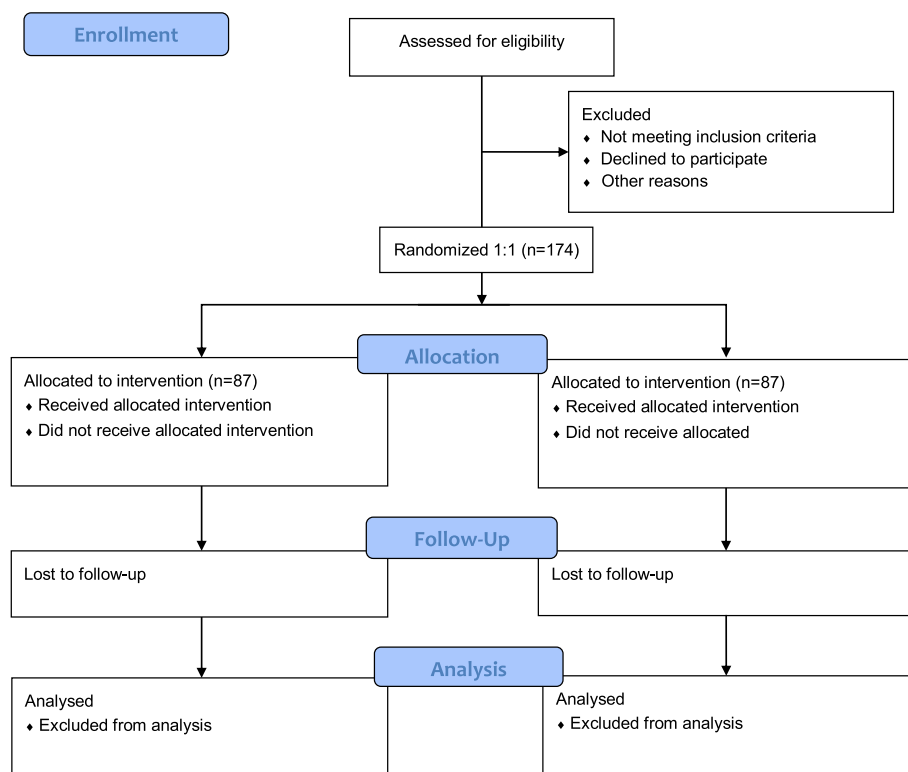 Enrollment
Assessed for eligibility
Excluded
♦ Not meeting inclusion criteria
♦ Declined to participate
♦ Other reasons
Randomized 1:1 (n=174)
Allocation
Allocated to intervention (n=87)
♦ Received allocated intervention
♦ Did not receive allocated intervention
Allocated to intervention (n=87)
♦ Received allocated intervention
♦ Did not receive allocated
Follow-Up
Lost to follow-up
Lost to follow-up
Analysis
Analysed
♦ Excluded from analysis
Analysed
♦ Excluded from analysis